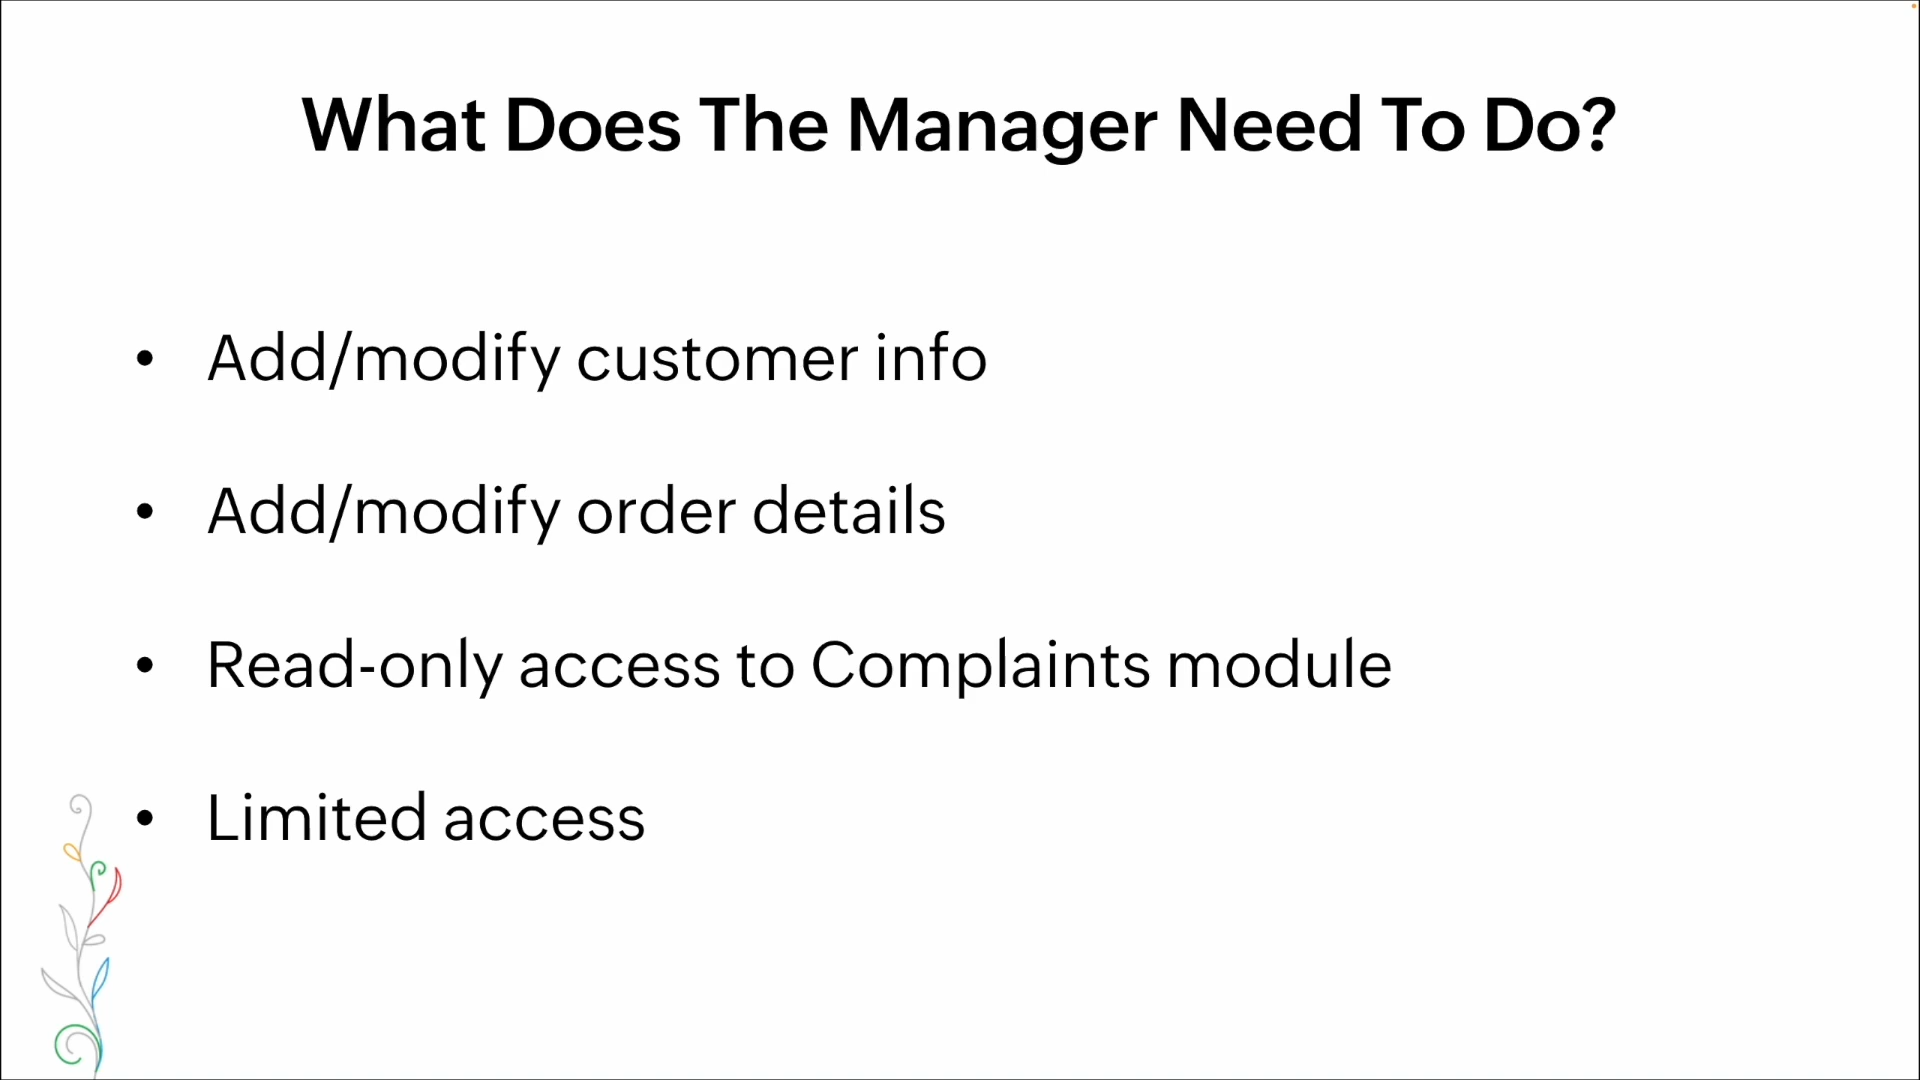 What Does The Manager Need To Do?
• Add/modify customer info
• Add/modify order details
• Read-only access to Complaints module
• Limited access